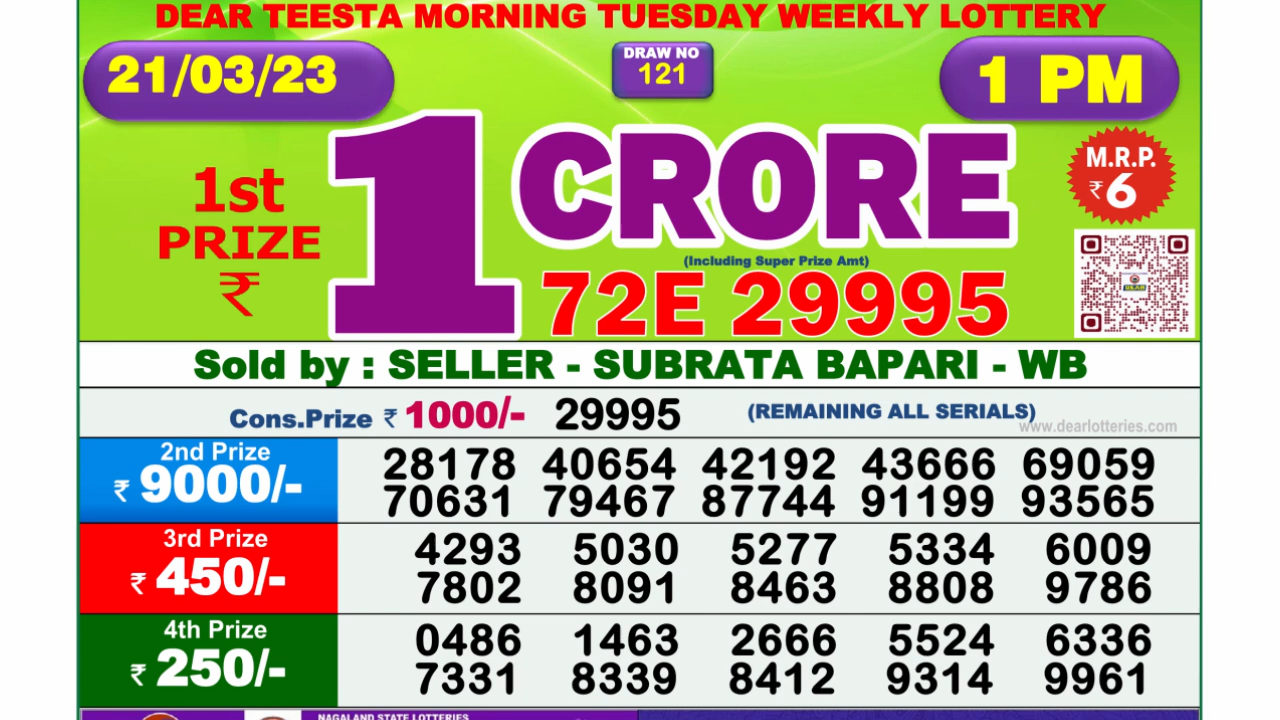 DEAR TEESTA MORNING TUESDAY WEEKLY LOTTERY
21/03/23
DRAW NO
121
1 PM
1st
PRIZE
₹
1 CRORE
M.R.P.
₹6
(Including Super Prize Amt)
72E 29995
Sold by : SELLER - SUBRATA BAPARI - WB
Cons.Prize ₹ 1000/- 29995 (REMAINING ALL SERIALS)
www.dearlotteries.com
2nd Prize
₹ 9000/-
28178 40654 42192 43666 69059
70631 79467 87744 91199 93565
3rd Prize
₹ 450/-
4293 5030 5277 5334 6009
7802 8091 8463 8808 9786
4th Prize
₹ 250/-
0486 1463 2666 5524 6336
7331 8339 8412 9314 9961
NAGALAND STATE LOTTERIES